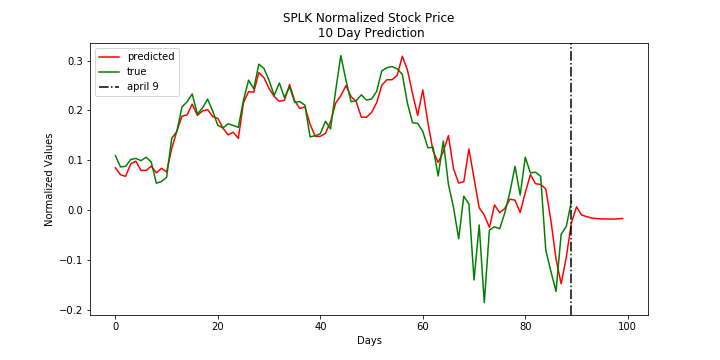 SPLK Normalized Stock Price
10 Day Prediction
predicted
true
april 9
Normalized Values
0.3
0.2
0.1
0.0
−0.1
−0.2
0 20 40 60 80 100
Days